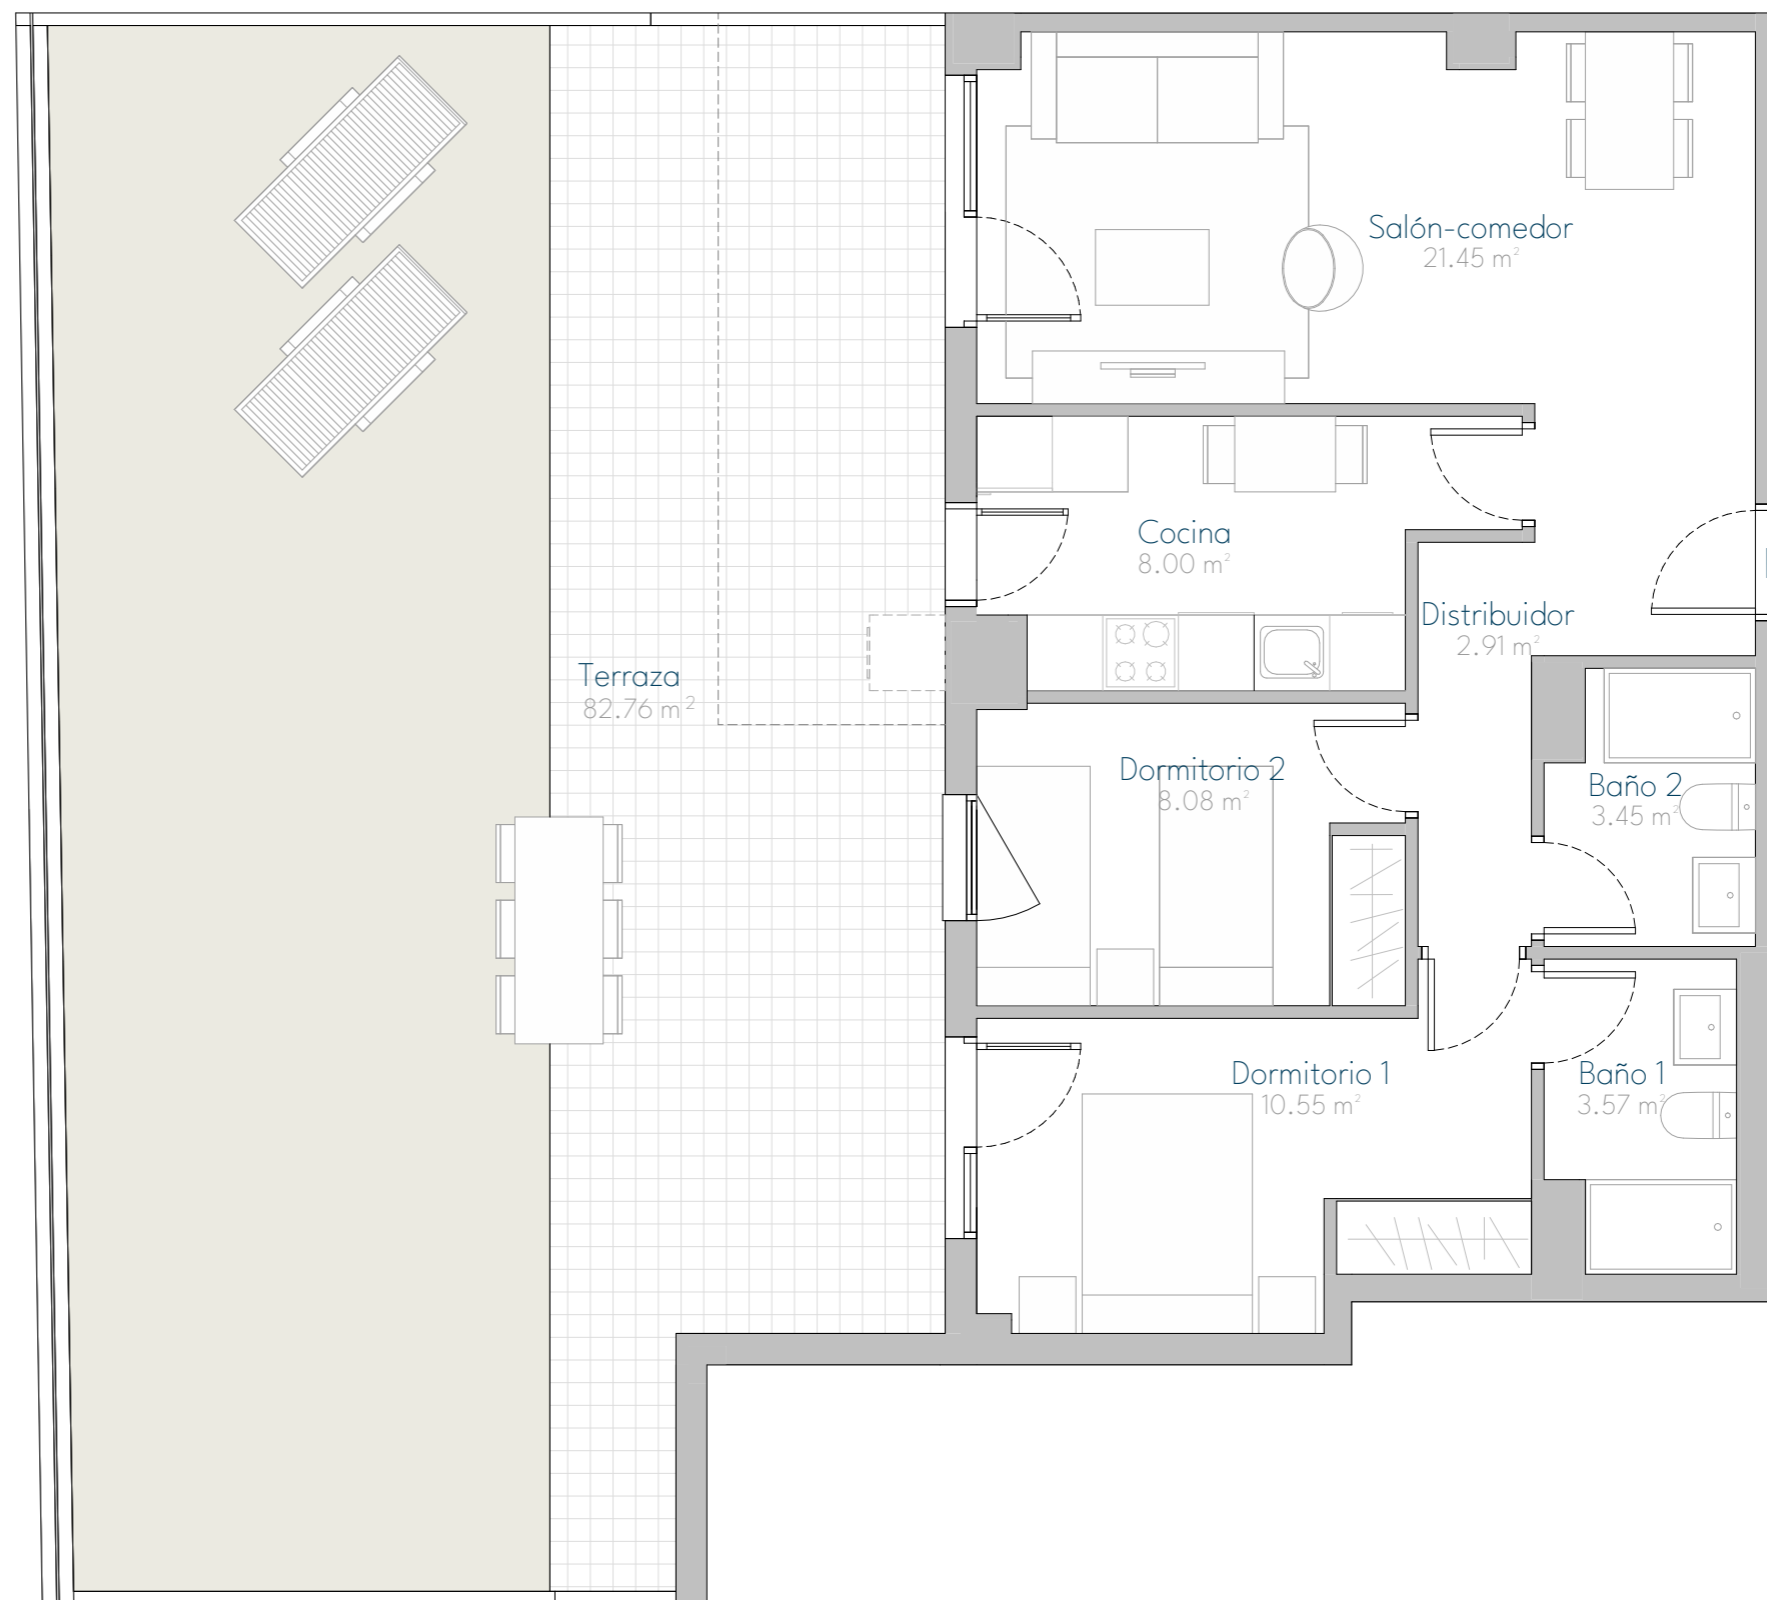 Salón-comedor
21.45 m²
Cocina
8.00 m²
Distribuidor
2.91 m²
Terraza
82.76 m²
Dormitorio 2
8.08 m²
Baño 2
3.45 m²
Dormitorio 1
10.55 m²
Baño 1
3.57 m²